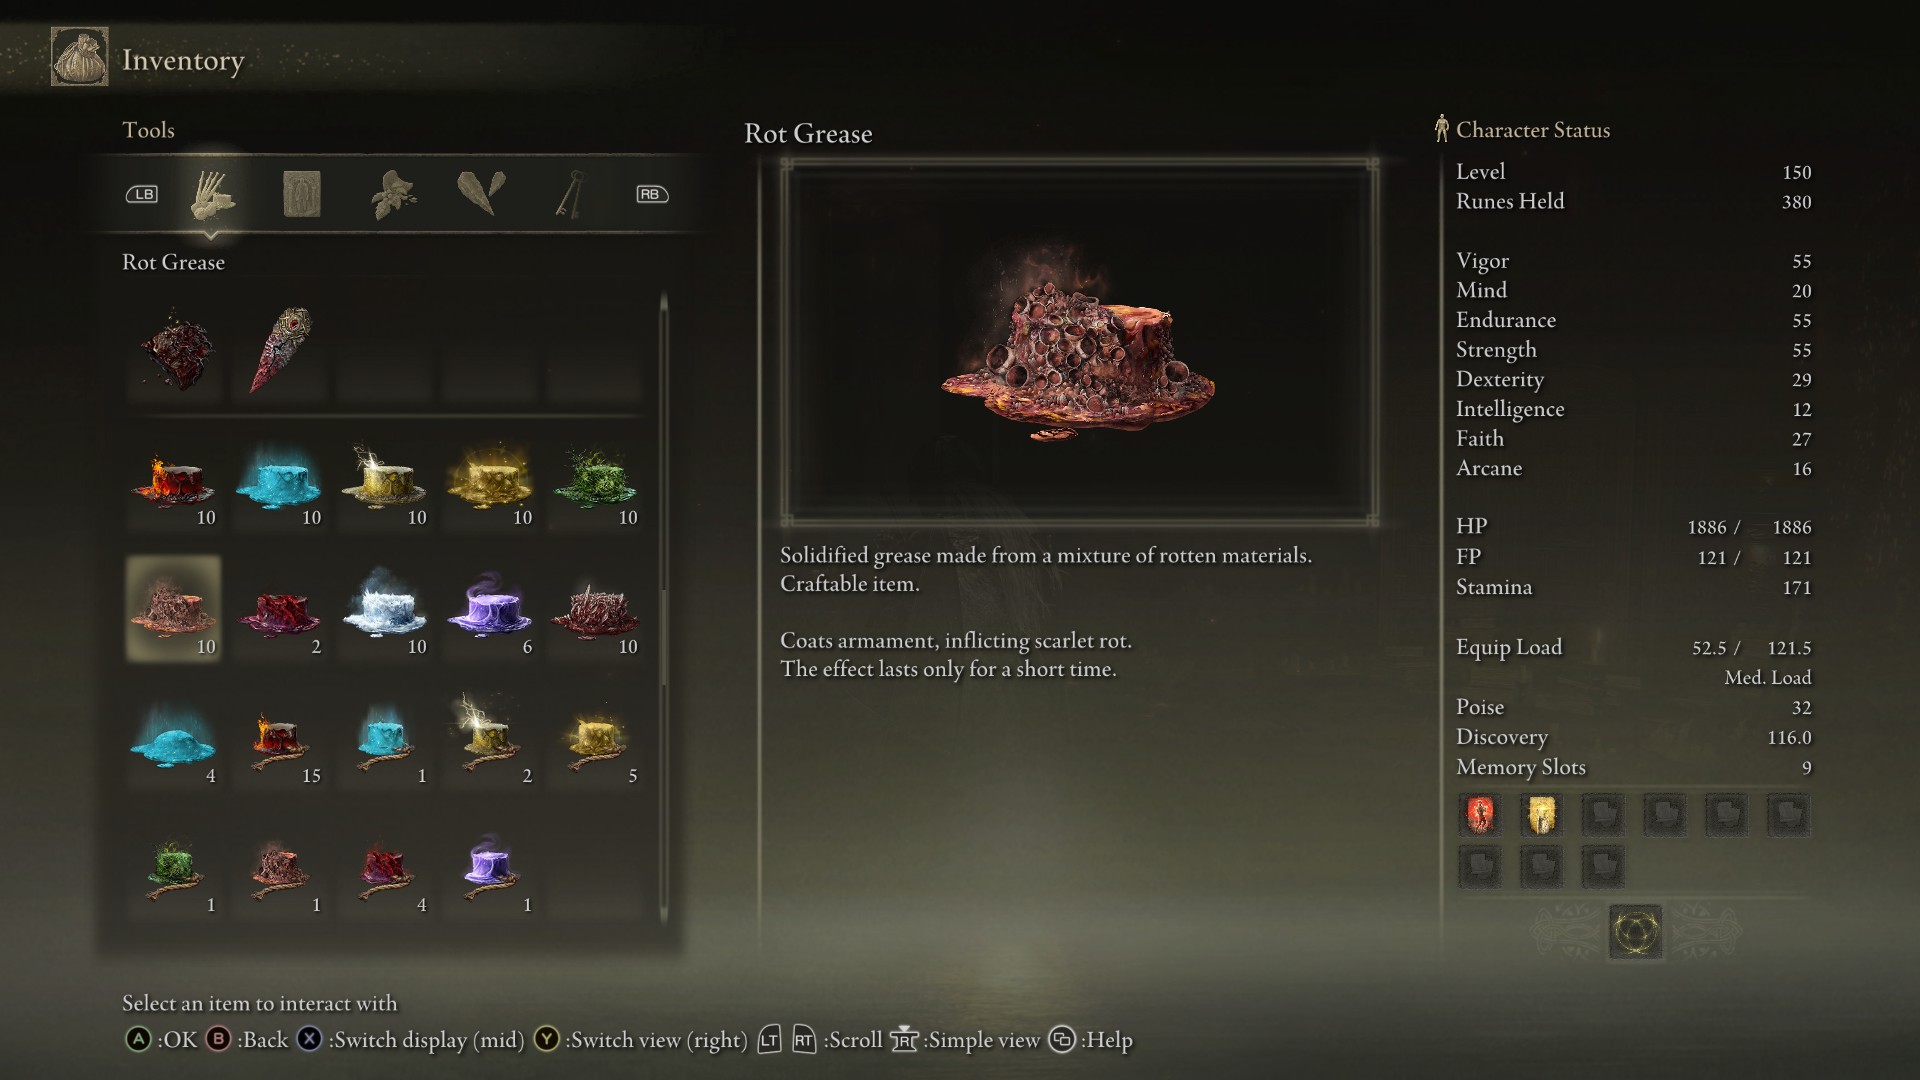 Inventory
Tools
LB
RB
Rot Grease
10 10 10 10 10
10 2 10 6 10
4 15 1 2 5
1 1 4 1
Rot Grease
Solidified grease made from a mixture of rotten materials.
Craftable item.
Coats armament, inflicting scarlet rot.
The effect lasts only for a short time.
Character Status
Level 150
Runes Held 380
Vigor 55
Mind 20
Endurance 55
Strength 55
Dexterity 29
Intelligence 12
Faith 27
Arcane 16
HP 1886 / 1886
FP 121 / 121
Stamina 171
Equip Load 52.5 / 121.5
Med. Load
Poise 32
Discovery 116.0
Memory Slots 9
Select an item to interact with
A :OK B :Back X :Switch display (mid) Y :Switch view (right) LT RT :Scroll R :Simple view :Help